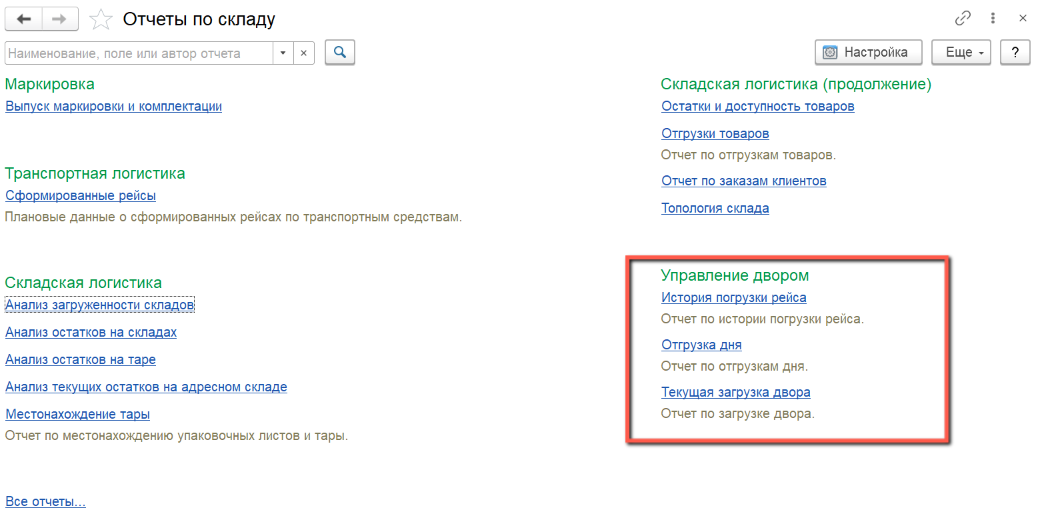 Отчеты по складу
Наименование, поле или автор отчета
Настройка
Еще
?
Маркировка
Выпуск маркировки и комплектации
Транспортная логистика
Сформированные рейсы
Плановые данные о сформированных рейсах по транспортным средствам.
Складская логистика
Анализ загруженности складов
Анализ остатков на складах
Анализ остатков на таре
Анализ текущих остатков на адресном складе
Местонахождение тары
Отчет по местонахождению упаковочных листов и тары.
Все отчеты...
Складская логистика (продолжение)
Остатки и доступность товаров
Отгрузки товаров
Отчет по отгрузкам товаров.
Отчет по заказам клиентов
Топология склада
Управление двором
История погрузки рейса
Отчет по истории погрузки рейса.
Отгрузка дня
Отчет по отгрузкам дня.
Текущая загрузка двора
Отчет по загрузке двора.